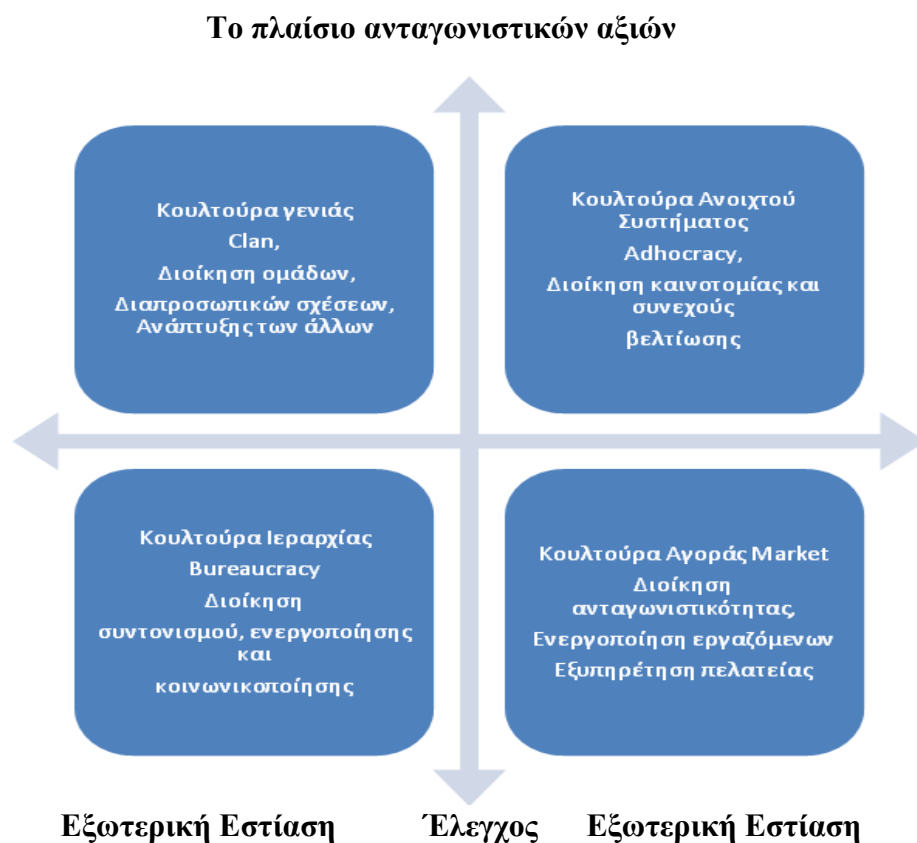 Το πλαίσιο ανταγωνιστικών αξιών
Κουλτούρα γενιάς
Clan,
Διοίκηση ομάδων,
Διαπροσωπικών σχέσεων,
Ανάπτυξης των άλλων
Κουλτούρα Ανοιχτού
Συστήματος
Adhocracy,
Διοίκηση καινοτομίας και
συνεχούς
βελτίωσης
Κουλτούρα Ιεραρχίας
Bureaucracy
Διοίκηση
συντονισμού, ενεργοποίησης
και
κοινωνικοποίησης
Κουλτούρα Αγοράς Market
Διοίκηση
ανταγωνιστικότητας,
Ενεργοποίηση εργαζόμενων
Εξυπηρέτηση πελατείας
Εξωτερική Εστίαση Έλεγχος Εξωτερική Εστίαση